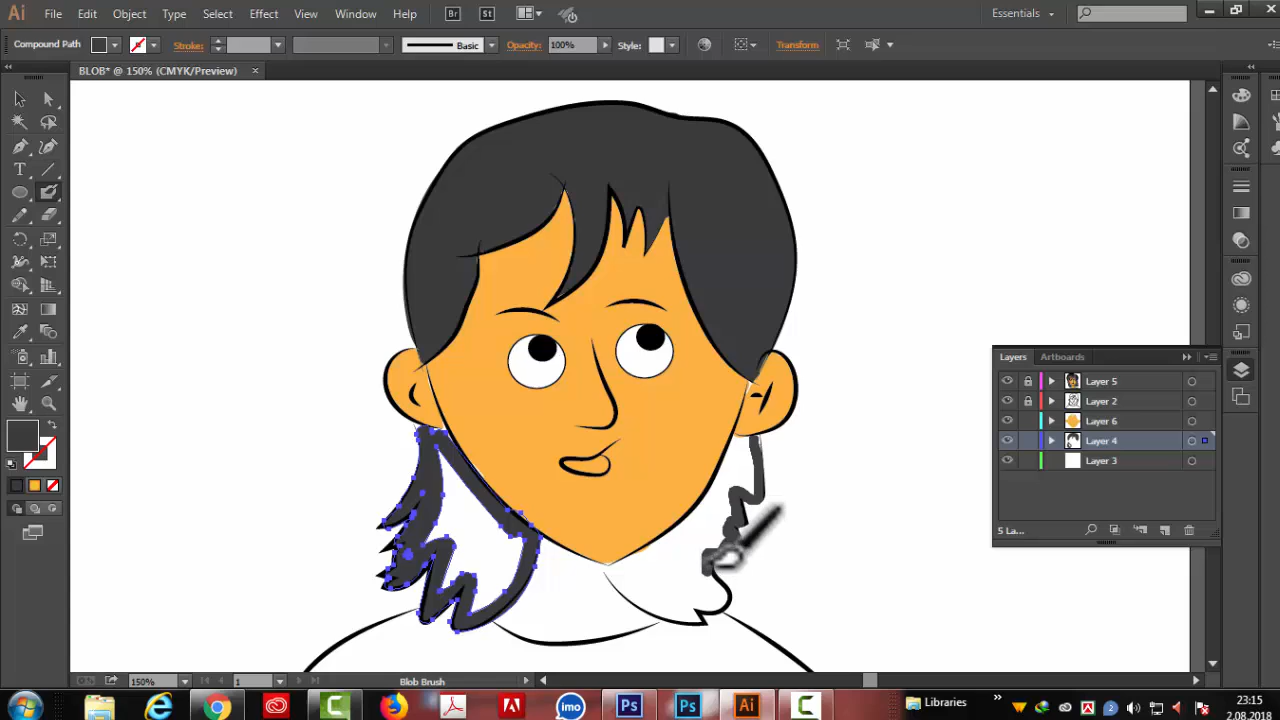 Ai File Edit Object Type Select Effect View Window Help Br St Essentials
Compound Path Stroke: Basic Opacity: 100% Style: Transform
BLOB* @ 150% (CMYK/Preview) ×
Layers Artboards
Layer 5
Layer 2
Layer 6
Layer 4
Layer 3
5 La...
150% 1 Blob Brush
imo Ps Ps Ai C Libraries 23:15
2.08.2018